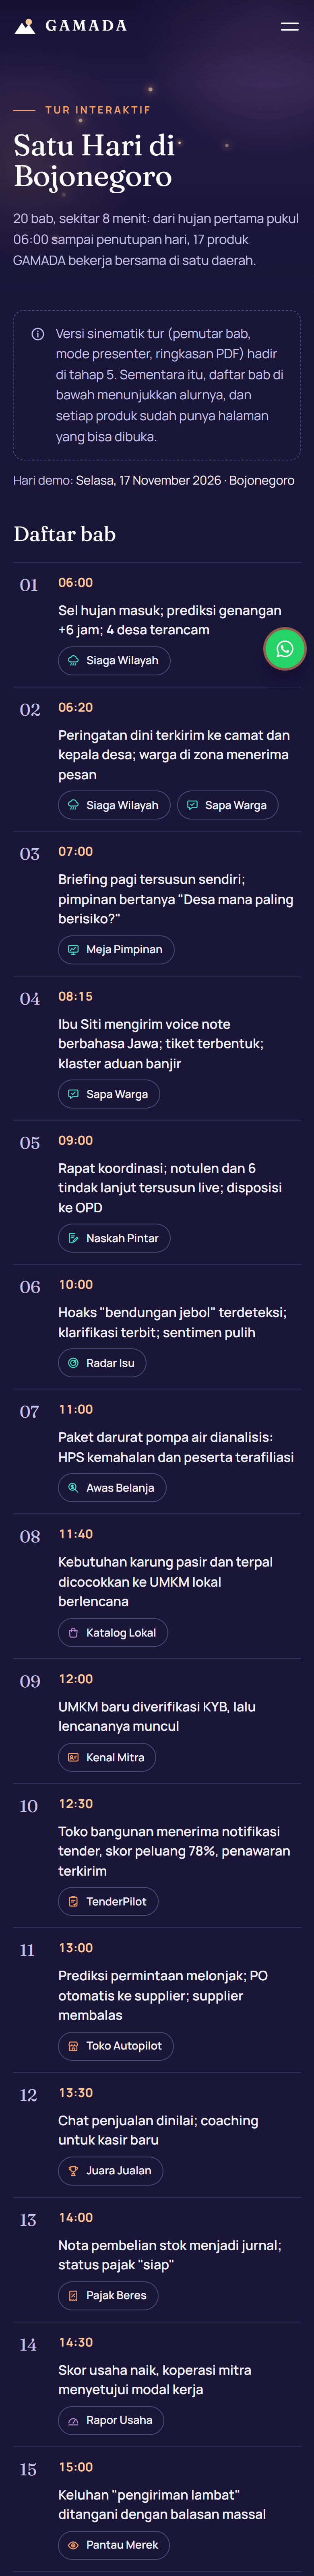 GAMADA
TUR INTERAKTIF
Satu Hari di
Bojonegoro
20 bab, sekitar 8 menit: dari hujan pertama pukul
06:00 sampai penutupan hari, 17 produk
GAMADA bekerja bersama di satu daerah.
Versi sinematik tur (pemutar bab,
mode presenter, ringkasan PDF) hadir
di tahap 5. Sementara itu, daftar bab di
bawah menunjukkan alurnya, dan
setiap produk sudah punya halaman
yang bisa dibuka.
Hari demo: Selasa, 17 November 2026 · Bojonegoro
Daftar bab
01
06:00
Sel hujan masuk; prediksi genangan
+6 jam; 4 desa terancam
Siaga Wilayah
02
06:20
Peringatan dini terkirim ke camat dan
kepala desa; warga di zona menerima
pesan
Siaga Wilayah
Sapa Warga
03
07:00
Briefing pagi tersusun sendiri;
pimpinan bertanya "Desa mana paling
berisiko?"
Meja Pimpinan
04
08:15
Ibu Siti mengirim voice note
berbahasa Jawa; tiket terbentuk;
klaster aduan banjir
Sapa Warga
05
09:00
Rapat koordinasi; notulen dan 6
tindak lanjut tersusun live; disposisi
ke OPD
Naskah Pintar
06
10:00
Hoaks "bendungan jebol" terdeteksi;
klarifikasi terbit; sentimen pulih
Radar Isu
07
11:00
Paket darurat pompa air dianalisis:
HPS kemahalan dan peserta terafiliasi
Awas Belanja
08
11:40
Kebutuhan karung pasir dan terpal
dicocokkan ke UMKM lokal
berlencana
Katalog Lokal
09
12:00
UMKM baru diverifikasi KYB, lalu
lencananya muncul
Kenal Mitra
10
12:30
Toko bangunan menerima notifikasi
tender, skor peluang 78%, penawaran
terkirim
TenderPilot
11
13:00
Prediksi permintaan melonjak; PO
otomatis ke supplier; supplier
membalas
Toko Autopilot
12
13:30
Chat penjualan dinilai; coaching
untuk kasir baru
Juara Jualan
13
14:00
Nota pembelian stok menjadi jurnal;
status pajak "siap"
Pajak Beres
14
14:30
Skor usaha naik, koperasi mitra
menyetujui modal kerja
Rapor Usaha
15
15:00
Keluhan "pengiriman lambat"
ditangani dengan balasan massal
Pantau Merek